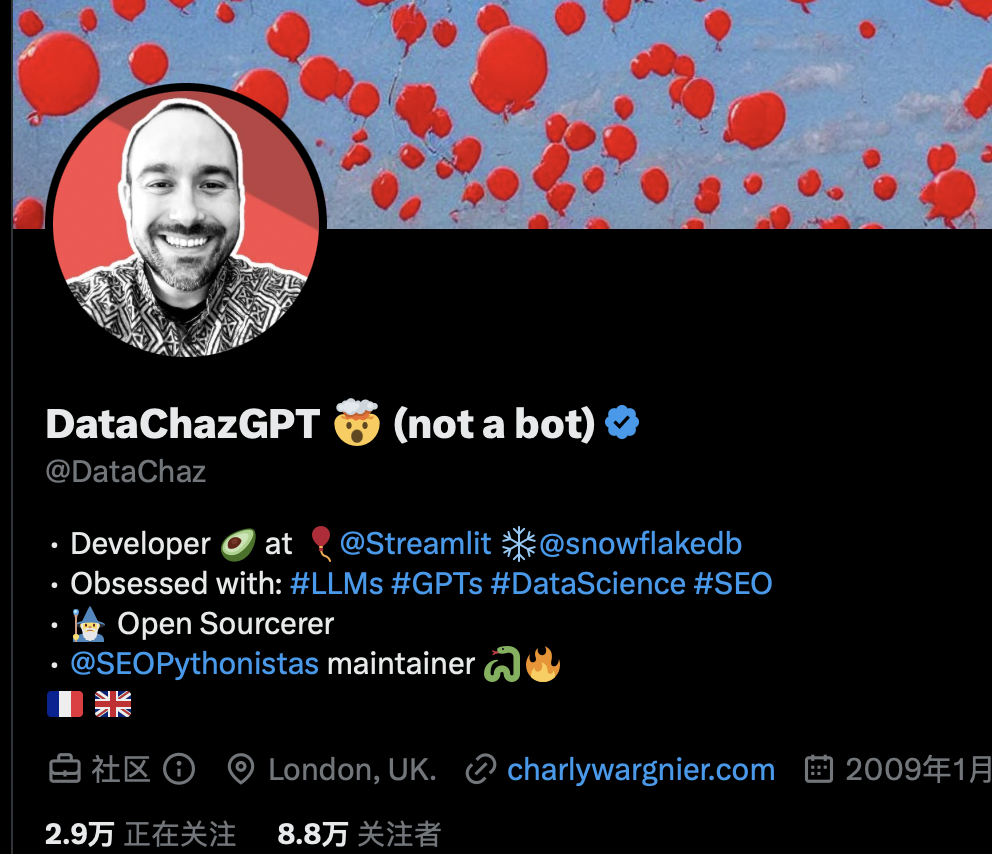 DataChazGPT 🤯 (not a bot)
@DataChaz
· Developer 🥑 at 🎈@Streamlit ❄️@snowflakedb
· Obsessed with: #LLMs #GPTs #DataScience #SEO
· 🧙‍♂️ Open Sourcerer
· @SEOPythonistas maintainer 🐍🔥
🇫🇷 🇬🇧
社区 London, UK. charlywargnier.com 2009年1月
2.9万 正在关注 8.8万 关注者